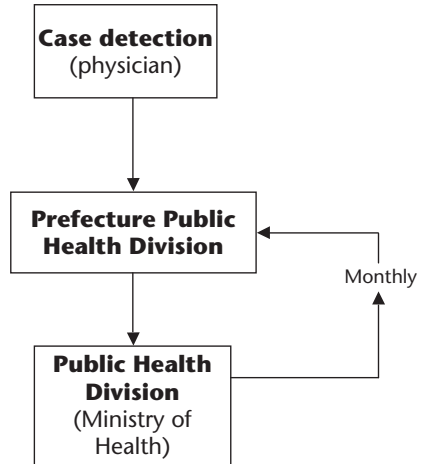 Case detection
(physician)
Prefecture Public
Health Division
Monthly
Public Health
Division
(Ministry of
Health)